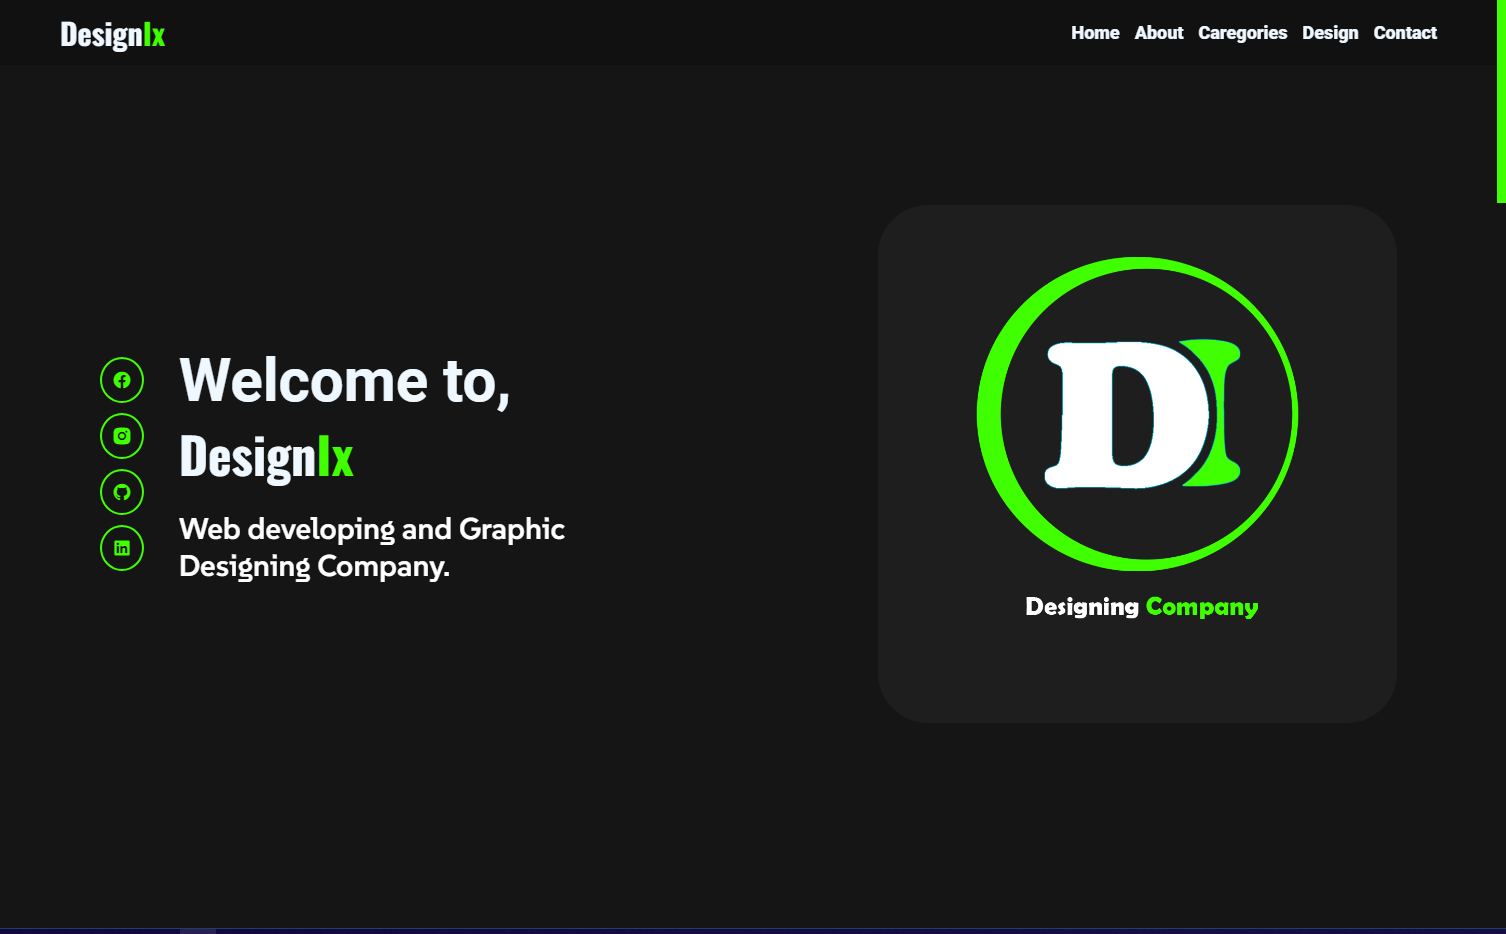 DesignIx
Home About Caregories Design Contact
Welcome to,
DesignIx
Web developing and Graphic
Designing Company.
DI
Designing Company